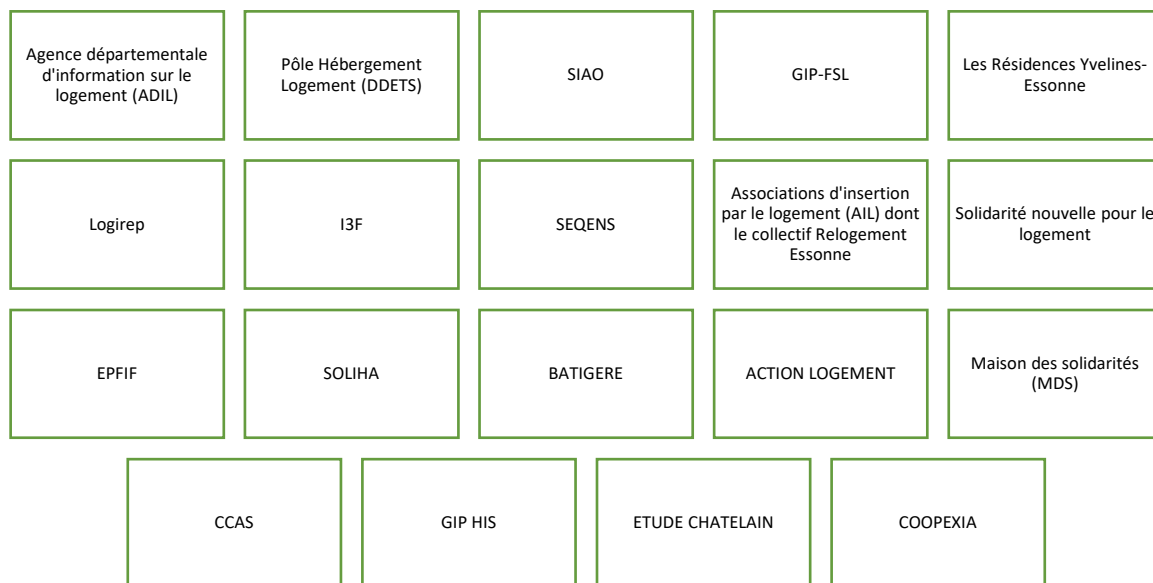 Agence départementale
d'information sur le
logement (ADIL)
Pôle Hébergement
Logement (DDETS)
SIAO
GIP-FSL
Les Résidences Yvelines-
Essonne
Logirep
I3F
SEQENS
Associations d'insertion
par le logement (AIL) dont
le collectif Relogement
Essonne
Solidarité nouvelle pour le
logement
EPFIF
SOLIHA
BATIGERE
ACTION LOGEMENT
Maison des solidarités
(MDS)
CCAS
GIP HIS
ETUDE CHATELAIN
COOPEXIA